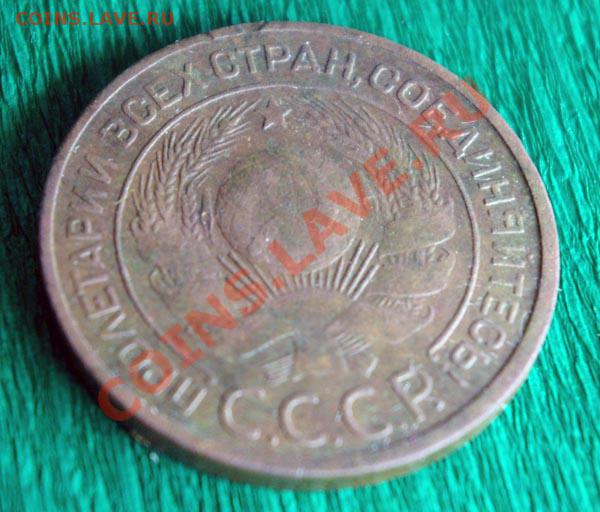 COINS.LAVE.RU
ПРОЛЕТАРИИ ВСЕХ СТРАН, СОЕДИНЯЙТЕСЬ!
С.С.С.Р.
COINS.LAVE.RU